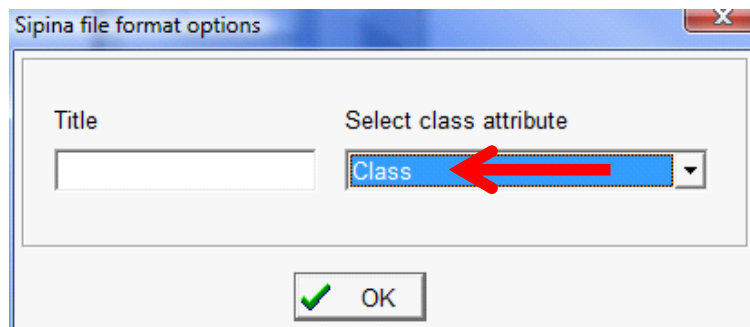 Sipina file format options
Title
Select class attribute
Class
OK